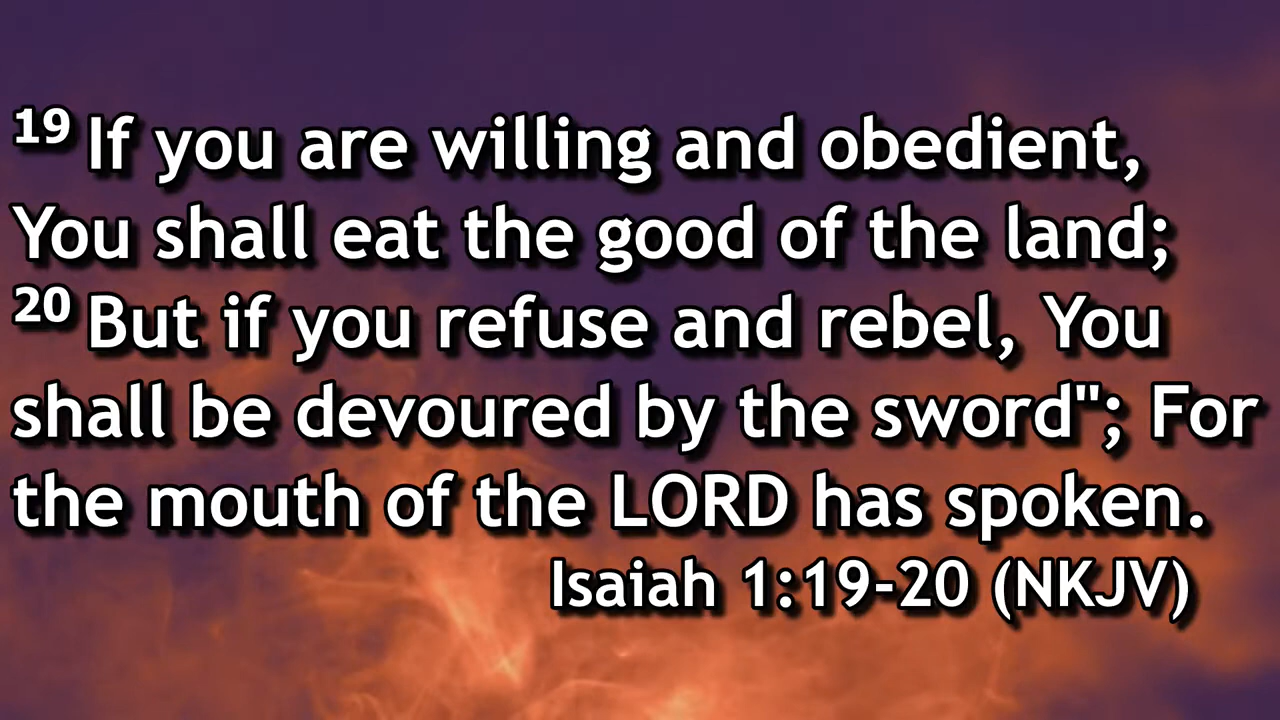 19 If you are willing and obedient,
You shall eat the good of the land;
20 But if you refuse and rebel, You
shall be devoured by the sword"; For
the mouth of the LORD has spoken.
Isaiah 1:19-20 (NKJV)